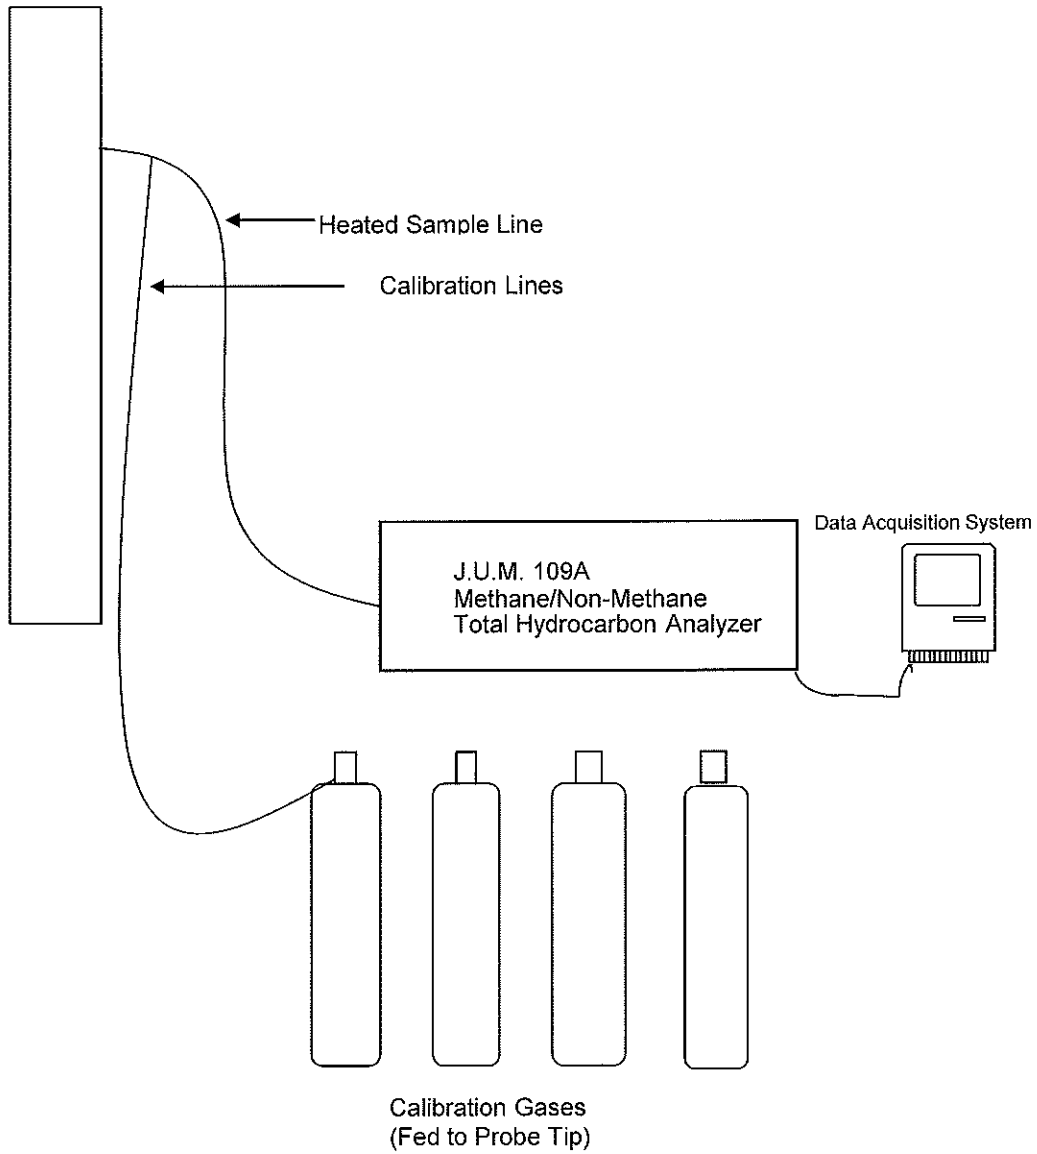 Heated Sample Line
Calibration Lines
Data Acquisition System
J.U.M. 109A
Methane/Non-Methane
Total Hydrocarbon Analyzer
Calibration Gases
(Fed to Probe Tip)